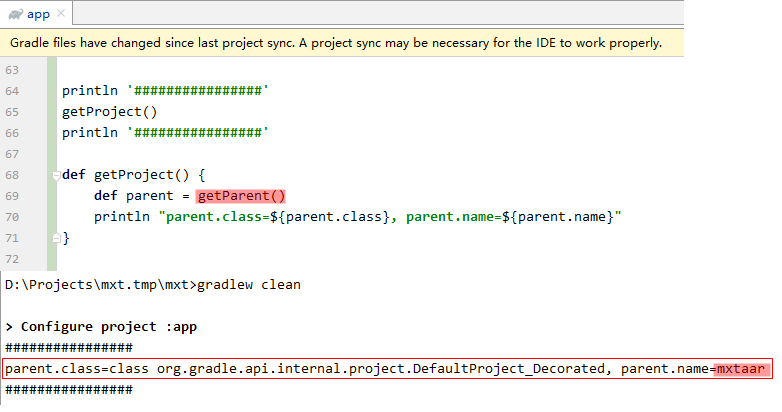 app
Gradle files have changed since last project sync. A project sync may be necessary for the IDE to work properly.
63
64 println '################'
65 getProject()
66 println '################'
67
68 def getProject() {
69 def parent = getParent()
70 println "parent.class=${parent.class}, parent.name=${parent.name}"
71 }
72
D:\Projects\mxt.tmp\mxt>gradlew clean
> Configure project :app
################
parent.class=class org.gradle.api.internal.project.DefaultProject_Decorated, parent.name=mxtaar
################